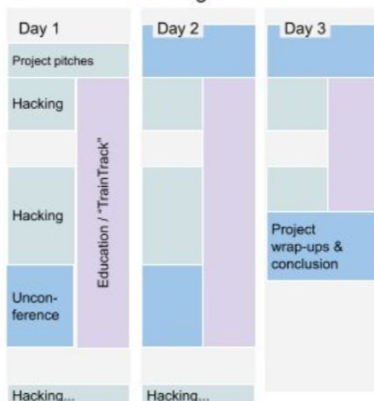 Day 1
Project pitches
Hacking
Hacking
Uncon-
ference
Education / "TrainTrack"
Hacking...
Day 2
Hacking...
Day 3
Project
wrap-ups &
conclusion